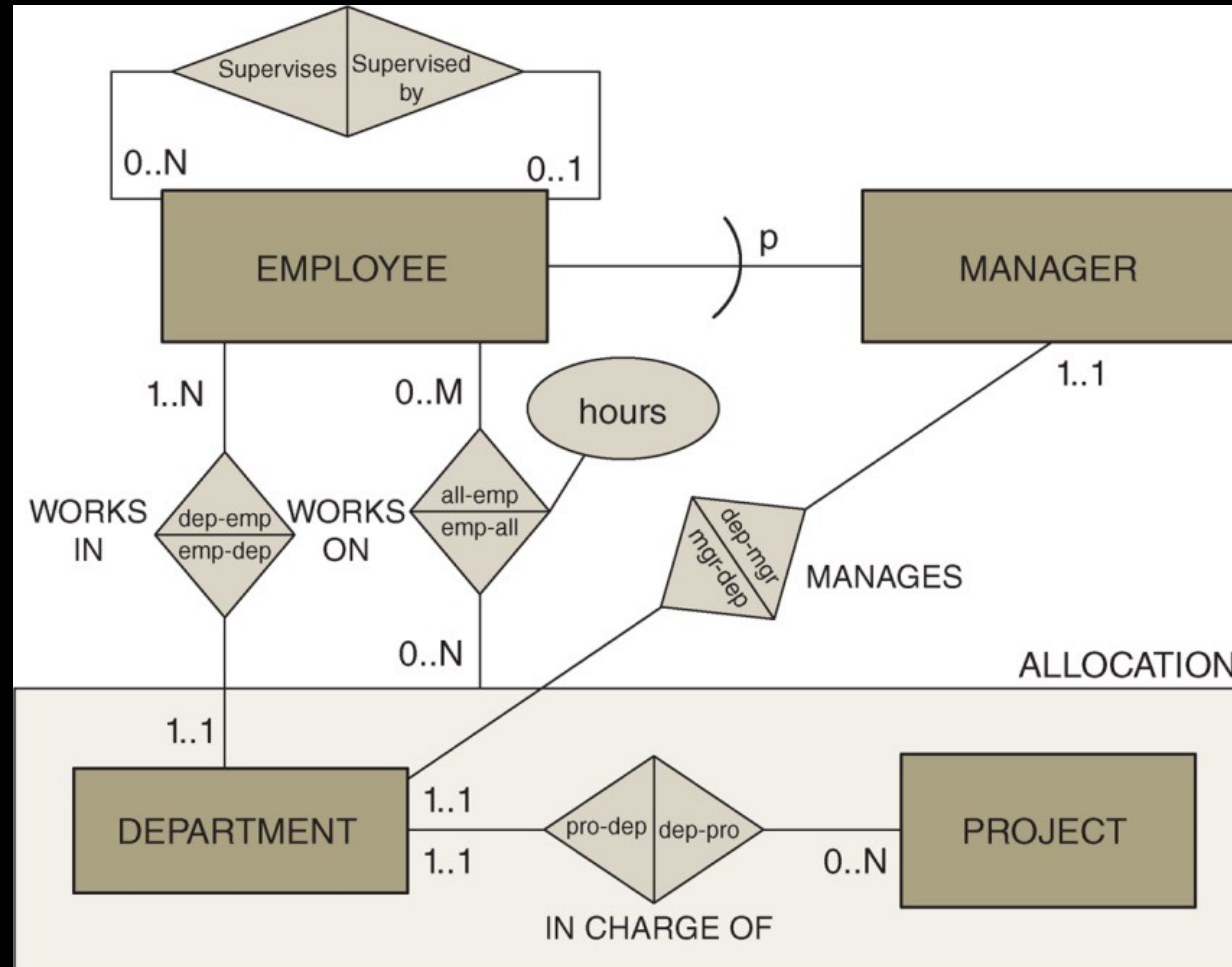 Supervises
Supervised
by
0..N
0..1
EMPLOYEE
p
MANAGER
1..N
0..M
hours
1..1
WORKS
IN
dep-emp
emp-dep
WORKS
ON
all-emp
emp-all
dep-mgr
mgr-dep
MANAGES
0..N
ALLOCATION
1..1
DEPARTMENT
1..1
1..1
pro-dep
dep-pro
0..N
PROJECT
IN CHARGE OF